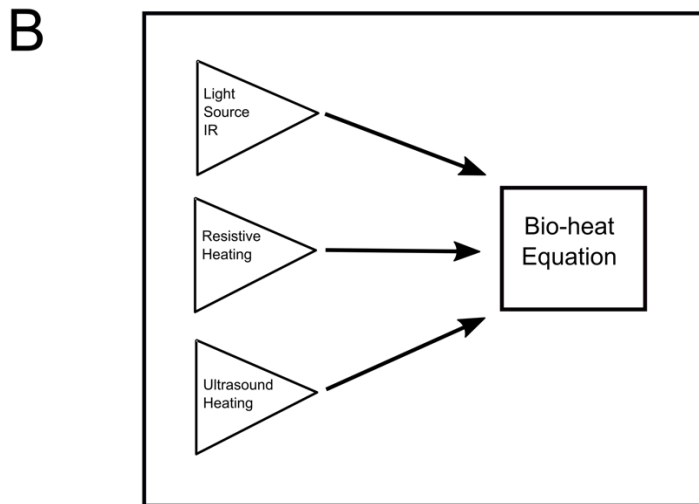 B
Light
Source
IR
Resistive
Heating
Ultrasound
Heating
Bio-heat
Equation